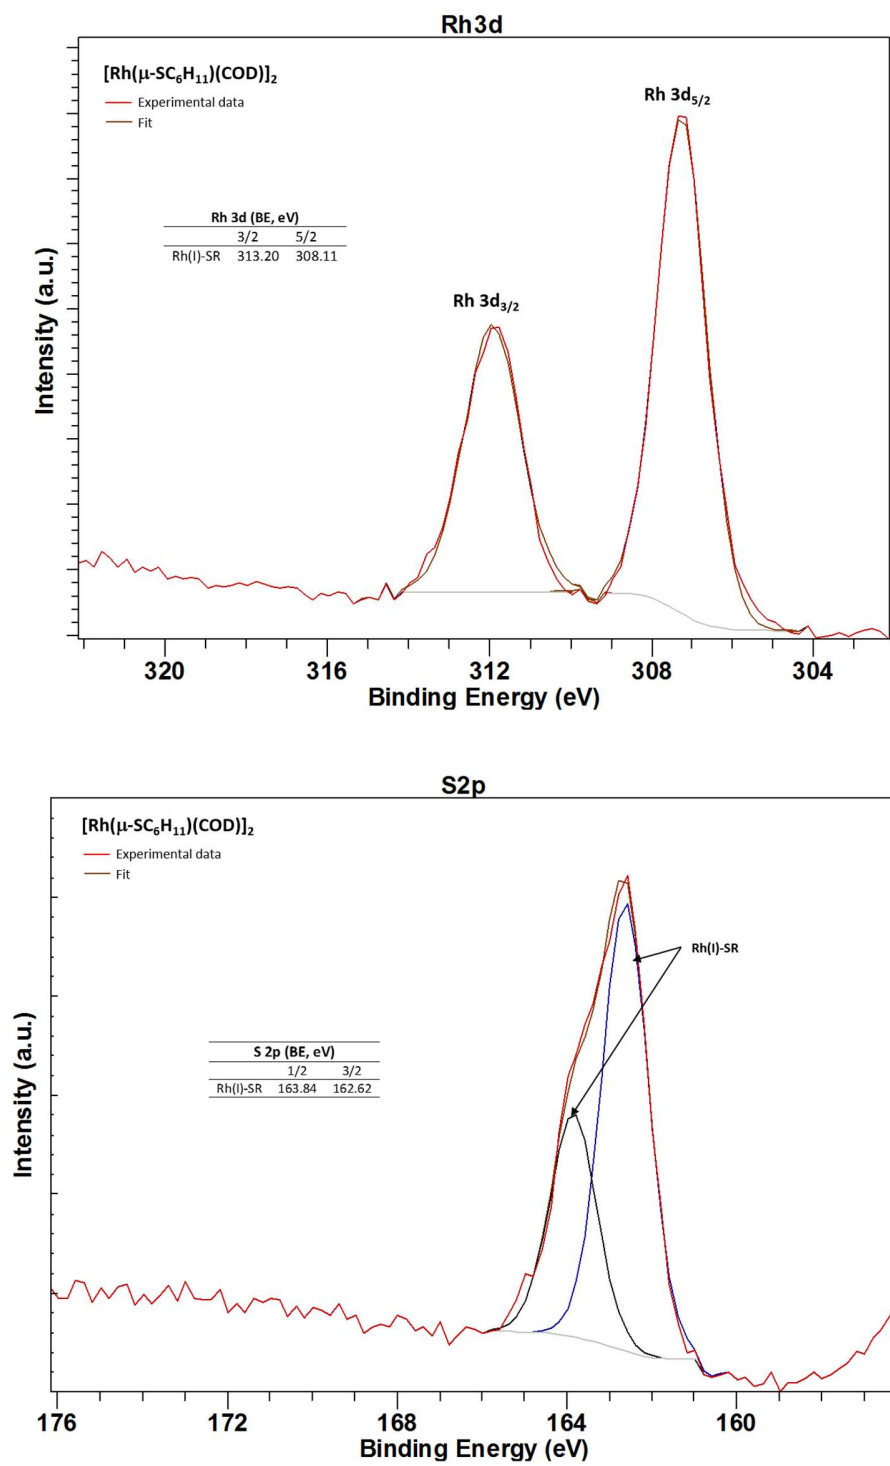 Rh3d
[Rh(μ-SC₆H₁₁)(COD)]₂
Experimental data
Fit
Rh 3d₅/₂
Rh 3d (BE, eV)
3/2 5/2
Rh(I)-SR 313.20 308.11
Rh 3d₃/₂
Intensity (a.u.)
320 316 312 308 304
Binding Energy (eV)
S2p
[Rh(μ-SC₆H₁₁)(COD)]₂
Experimental data
Fit
Rh(I)-SR
S 2p (BE, eV)
1/2 3/2
Rh(I)-SR 163.84 162.62
Intensity (a.u.)
176 172 168 164 160
Binding Energy (eV)